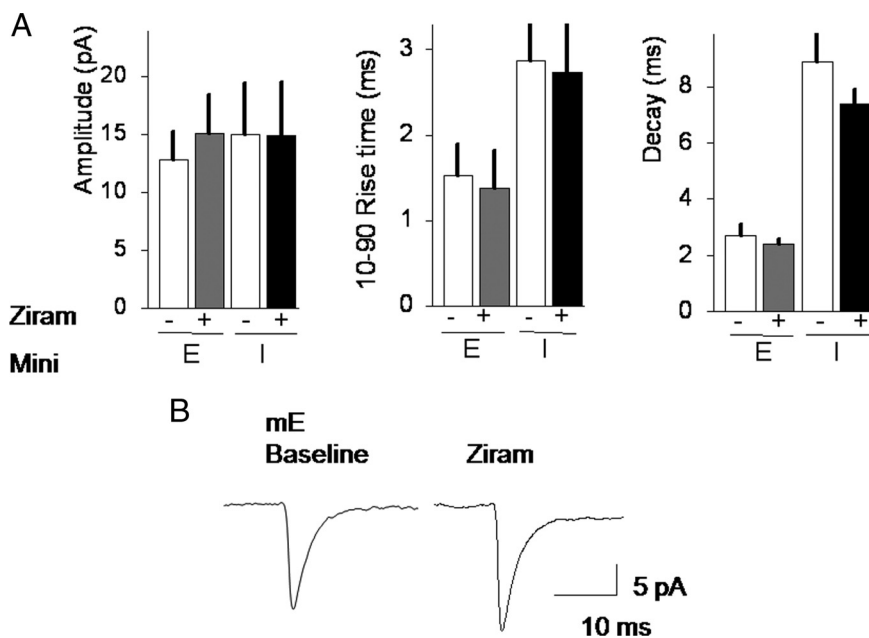 A
Amplitude (pA)
20
15
10
5
0
10-90 Rise time (ms)
3
2
1
0
Decay (ms)
8
6
4
2
0
Ziram - + - + - + - + - + - +
Mini E I E I E I
B
mE
Baseline Ziram
5 pA
10 ms